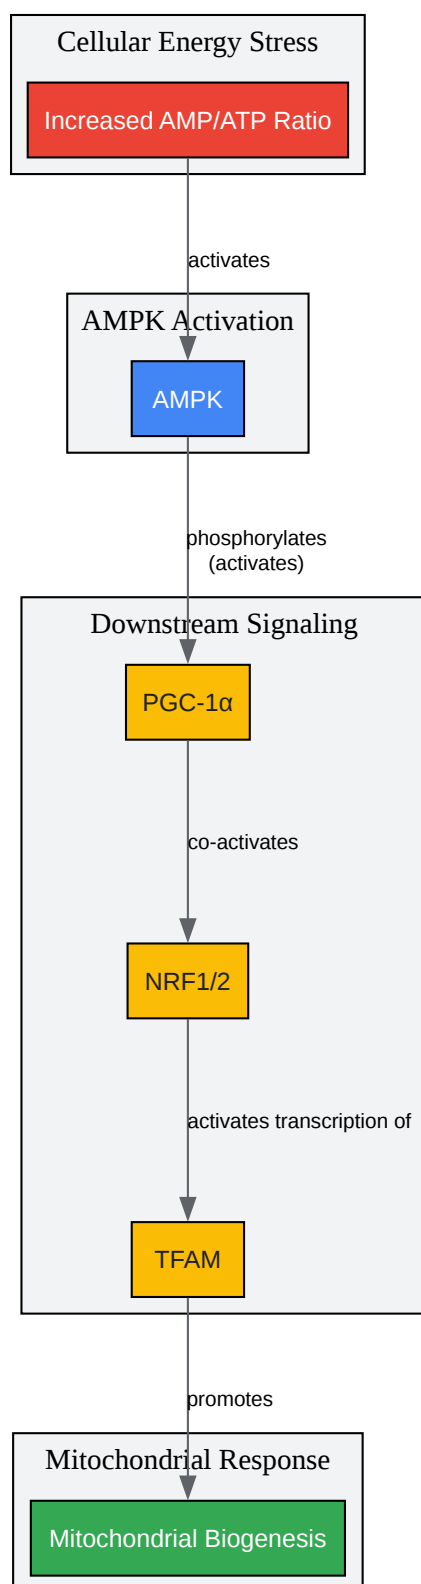 Cellular Energy Stress
Increased AMP/ATP Ratio
activates
AMPK Activation
AMPK
phosphorylates
(activates)
Downstream Signaling
PGC-1α
co-activates
NRF1/2
activates transcription of
TFAM
promotes
Mitochondrial Response
Mitochondrial Biogenesis